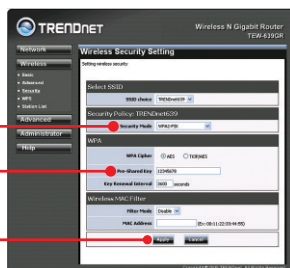 TRENDNET
Wireless N Gigabit Router
TEW-639GR
Network
Wireless
Basic
Advanced
Security
WPS
Station List
Advanced
Administrator
Help
Wireless Security Setting
Setting wireless security
Select SSID
SSID choice TRENDnet639
Security Policy: TRENDnet639
Security Mode WPA2-PSK
WPA
WPA Cipher AES TKIP/AES
Pre-Shared Key 12345678
Key Renewal Interval 3600 seconds
Wireless MAC Filter
Filter Mode Disable
MAC Address (Ex: 00:11:22:33:44:55)
Apply Cancel